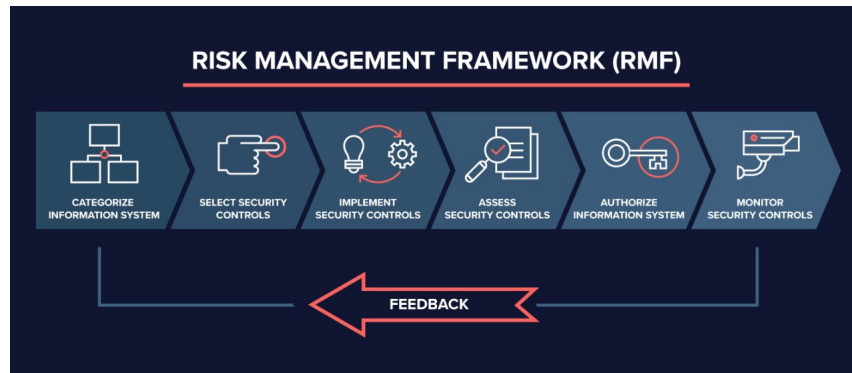 RISK MANAGEMENT FRAMEWORK (RMF)
CATEGORIZE
INFORMATION SYSTEM
SELECT SECURITY
CONTROLS
IMPLEMENT
SECURITY CONTROLS
ASSESS
SECURITY CONTROLS
AUTHORIZE
INFORMATION SYSTEM
MONITOR
SECURITY CONTROLS
FEEDBACK